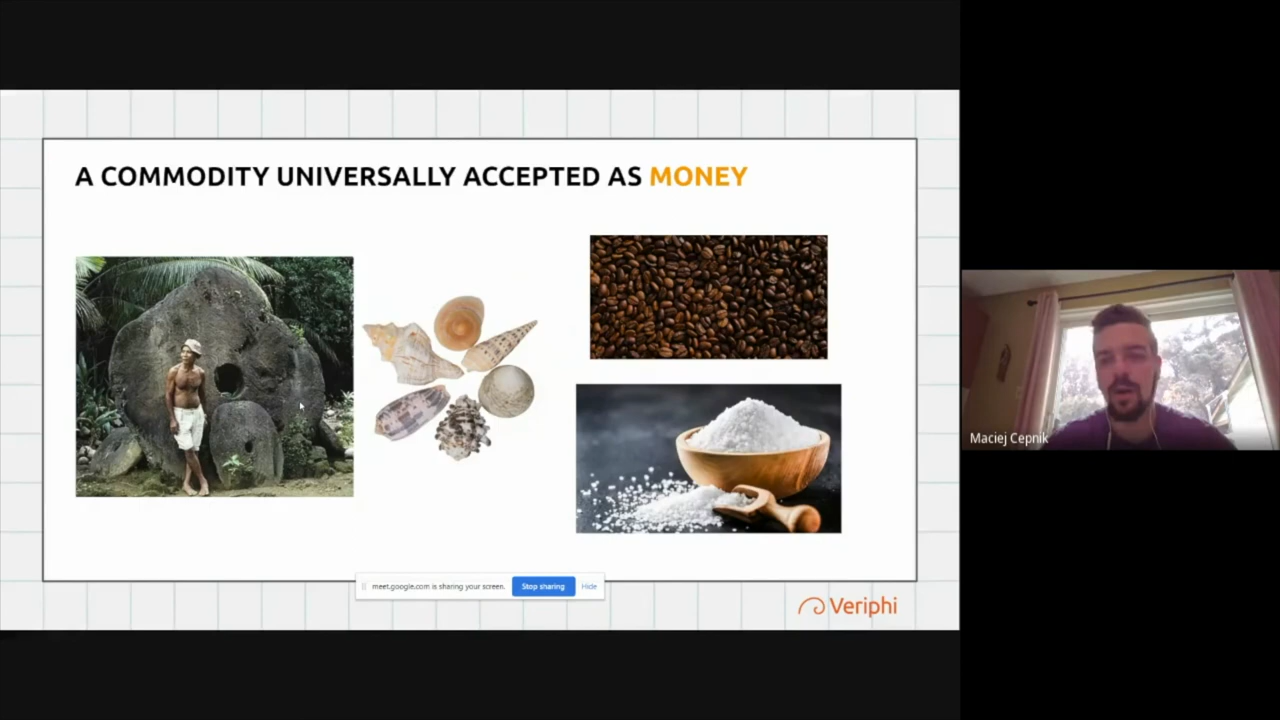 A COMMODITY UNIVERSALLY ACCEPTED AS MONEY
meet.google.com is sharing your screen.
Stop sharing
Hide
Veriphi
Maciej Cepnik